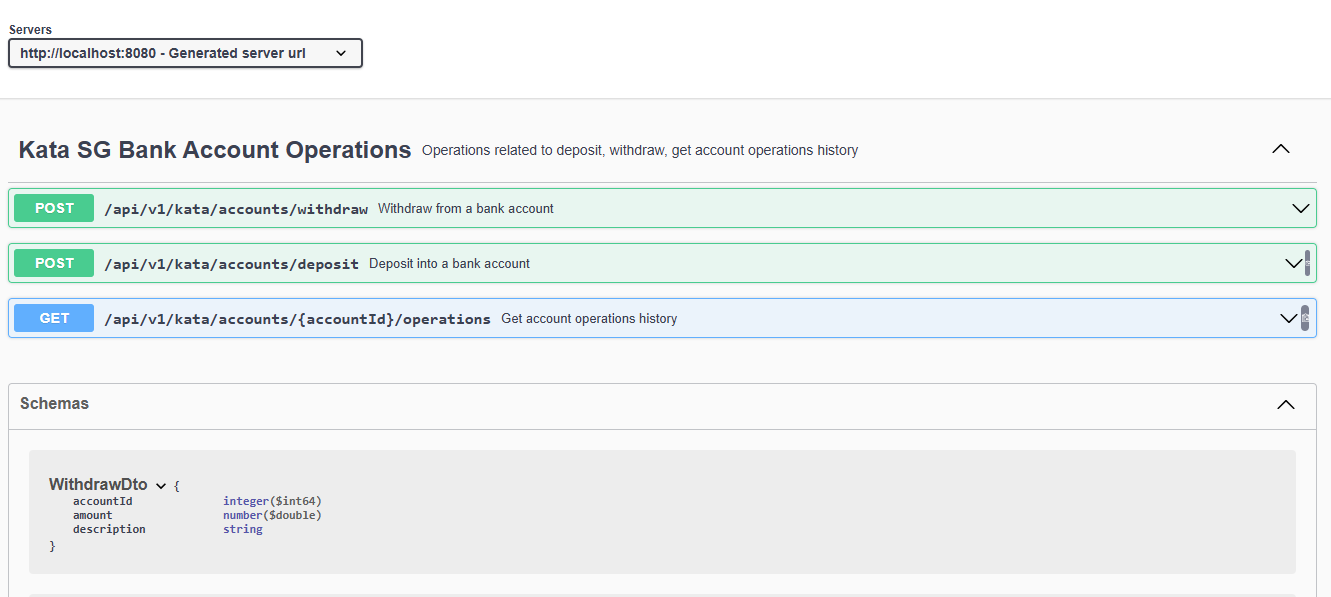 Servers
http://localhost:8080 - Generated server url
Kata SG Bank Account Operations Operations related to deposit, withdraw, get account operations history
POST /api/v1/kata/accounts/withdraw Withdraw from a bank account
POST /api/v1/kata/accounts/deposit Deposit into a bank account
GET /api/v1/kata/accounts/{accountId}/operations Get account operations history
Schemas
WithdrawDto {
accountId integer($int64)
amount number($double)
description string
}